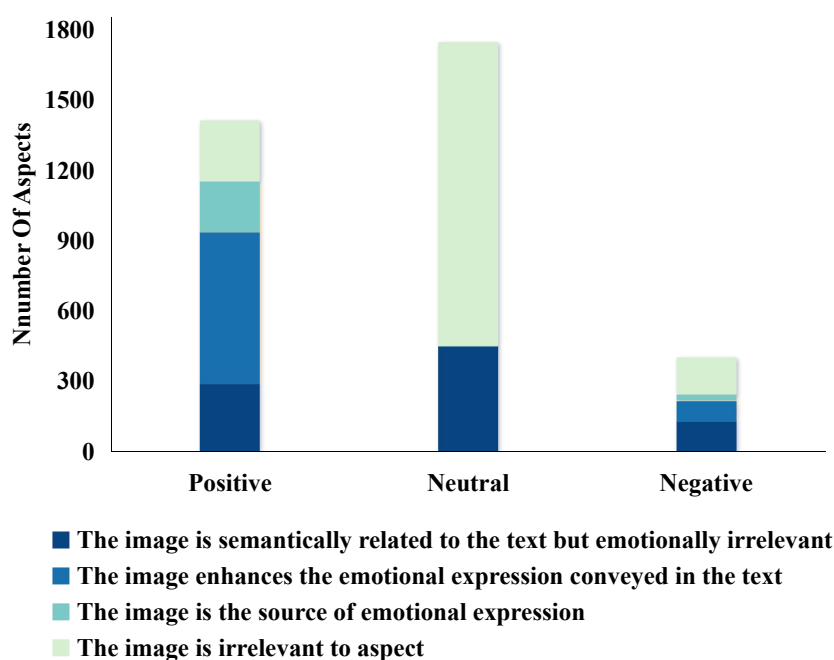 Nnumber Of Aspects
1800
1500
1200
900
600
300
0
Positive Neutral Negative
The image is semantically related to the text but emotionally irrelevant
The image enhances the emotional expression conveyed in the text
The image is the source of emotional expression
The image is irrelevant to aspect